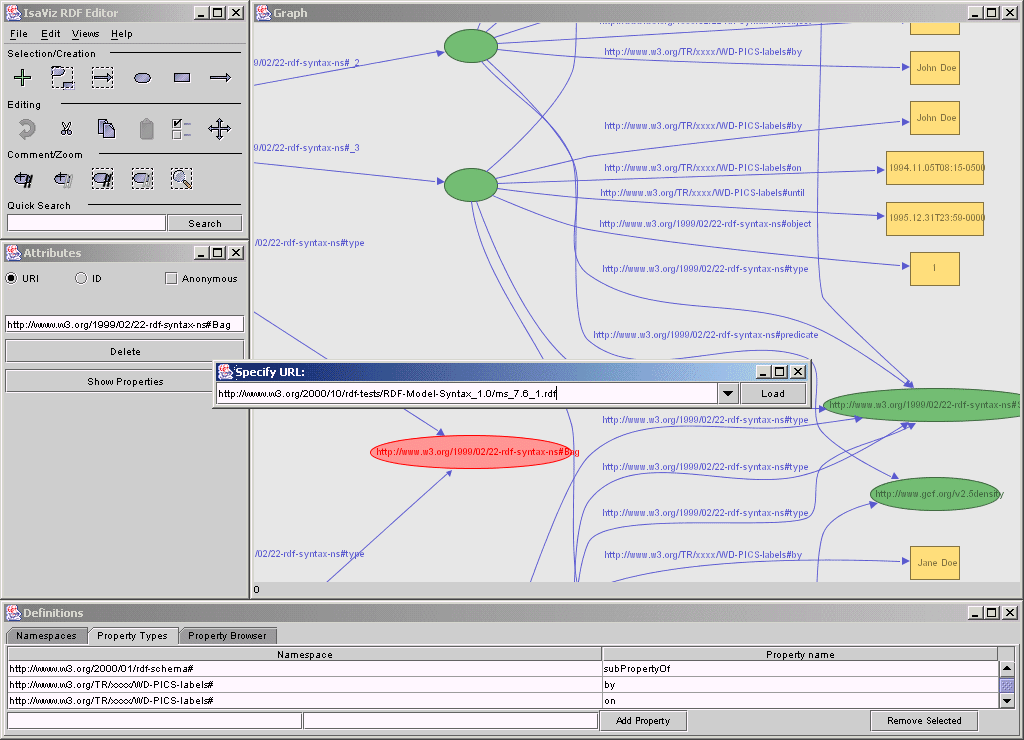 IsaViz RDF Editor
File Edit Views Help
Selection/Creation
Editing
Comment/Zoom
Quick Search
Search
Attributes
URI ID Anonymous
http://www.w3.org/1999/02/22-rdf-syntax-ns#Bag
Delete
Show Properties
Graph
http://www.w3.org/TR/xxxx/WD-PICS-labels#by
John Doe
9/02/22-rdf-syntax-ns#_2
John Doe
http://www.w3.org/TR/xxxx/WD-PICS-labels#by
9/02/22-rdf-syntax-ns#_3
http://www.w3.org/TR/xxxx/WD-PICS-labels#on
1994.11.05T08:15-0500
http://www.w3.org/TR/xxxx/WD-PICS-labels#until
1995.12.31T23:59-0000
http://www.w3.org/1999/02/22-rdf-syntax-ns#object
/02/22-rdf-syntax-ns#type
http://www.w3.org/1999/02/22-rdf-syntax-ns#type
http://www.w3.org/1999/02/22-rdf-syntax-ns#predicate
Specify URL:
http://www.w3.org/2000/10/rdf-tests/RDF-Model-Syntax_1.0/ms_7.6_1.rdf
Load
http://www.w3.org/1999/02/22-rdf-syntax-ns#S
http://www.w3.org/1999/02/22-rdf-syntax-ns#type
http://www.w3.org/1999/02/22-rdf-syntax-ns#Bag
http://www.w3.org/1999/02/22-rdf-syntax-ns#type
http://www.gcf.org/v2.5density
http://www.w3.org/1999/02/22-rdf-syntax-ns#type
/02/22-rdf-syntax-ns#type
http://www.w3.org/TR/xxxx/WD-PICS-labels#by
Jane Doe
0
Definitions
Namespaces Property Types Property Browser
Namespace Property name
http://www.w3.org/2000/01/rdf-schema# subPropertyOf
http://www.w3.org/TR/xxxx/WD-PICS-labels# by
http://www.w3.org/TR/xxxx/WD-PICS-labels# on
Add Property Remove Selected